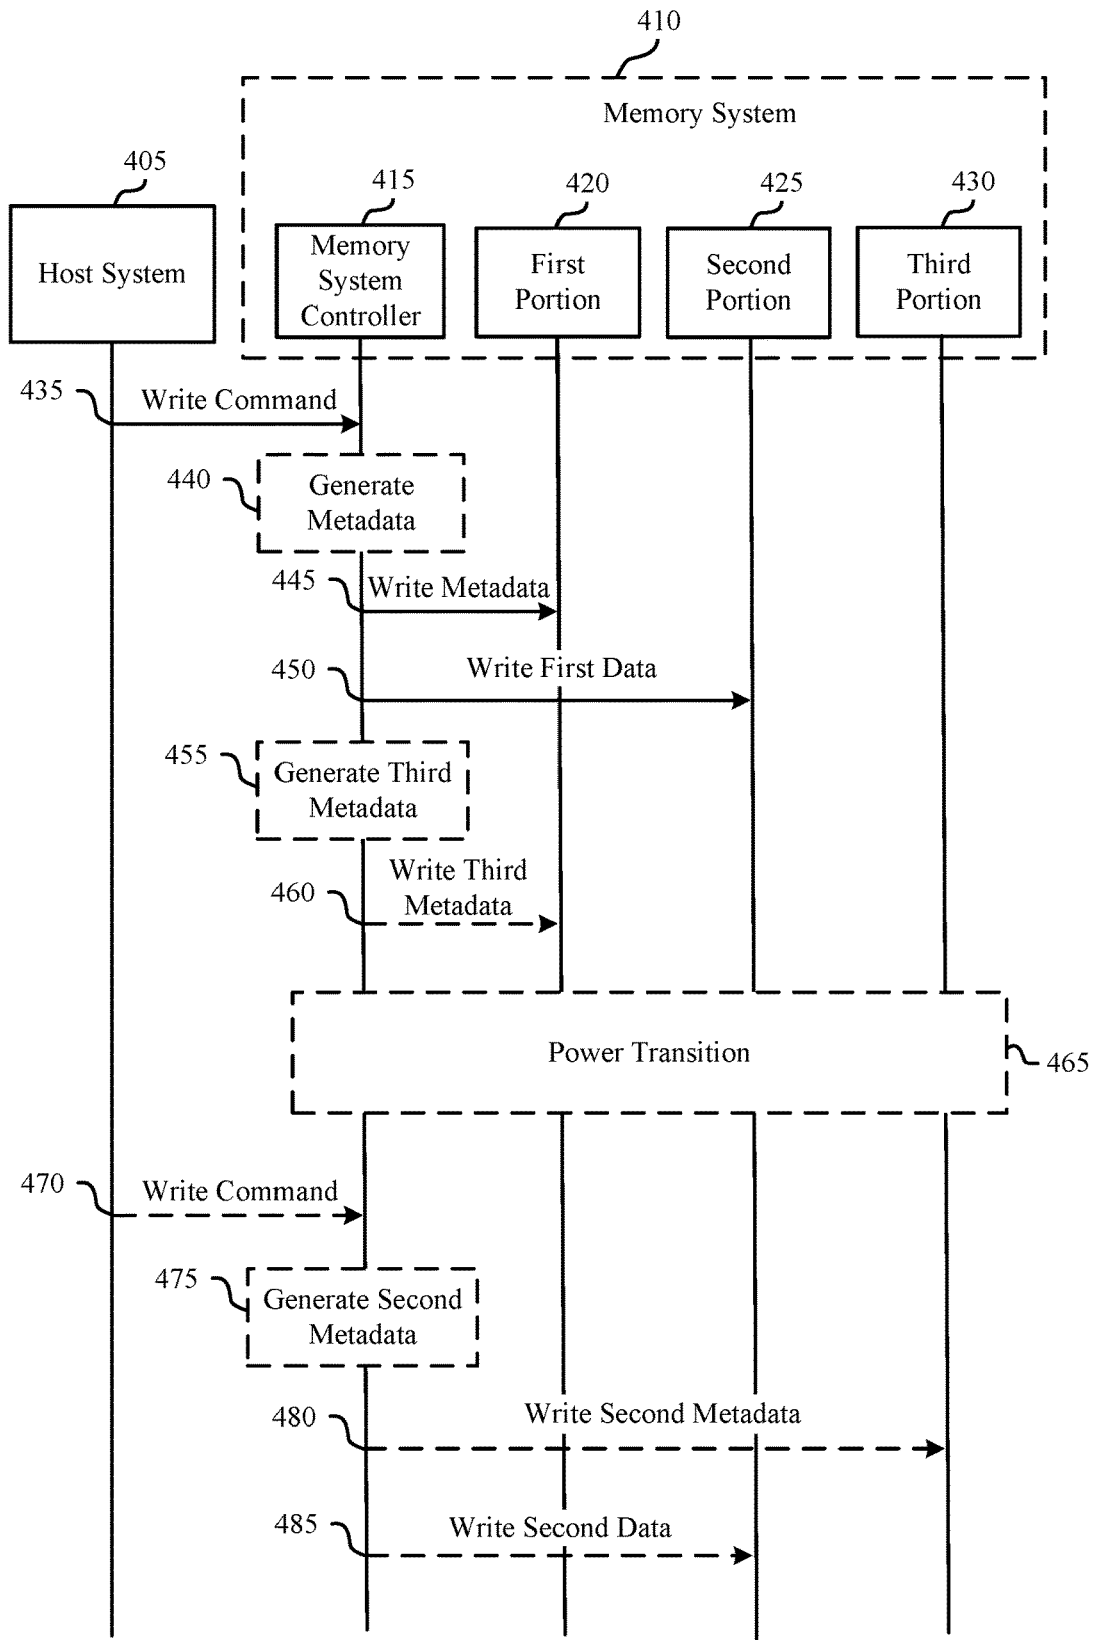 410
Memory System
405
415
420
425
430
Host System
Memory
System
Controller
First
Portion
Second
Portion
Third
Portion
435
Write Command
440
Generate
Metadata
445
Write Metadata
450
Write First Data
455
Generate Third
Metadata
460
Write Third
Metadata
Power Transition
465
470
Write Command
475
Generate Second
Metadata
480
Write Second Metadata
485
Write Second Data